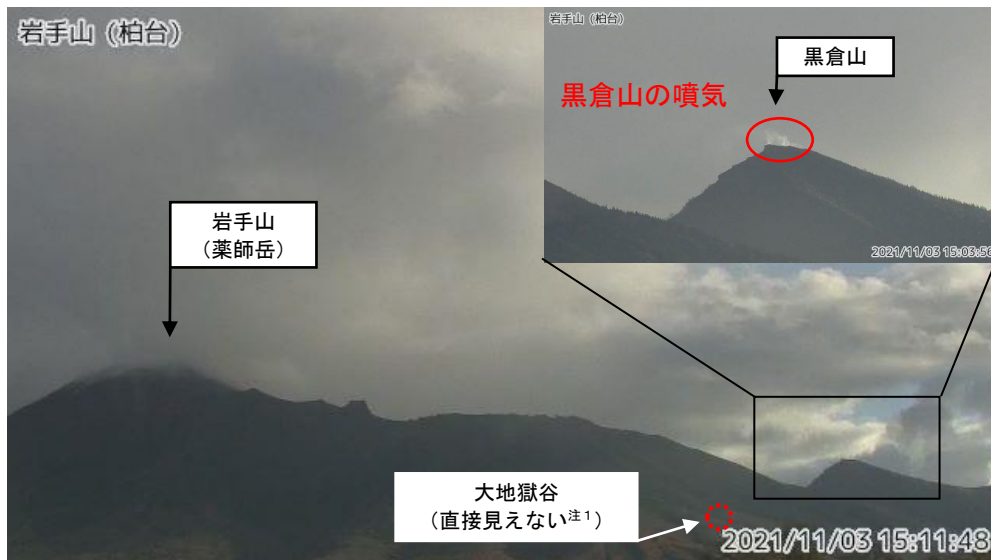 岩手山（柏台）
岩手山（柏台）
黒倉山
黒倉山の噴気
2021/11/03 15:03:56
岩手山
（薬師岳）
大地獄谷
（直接見えない注1）
2021/11/03 15:11:48